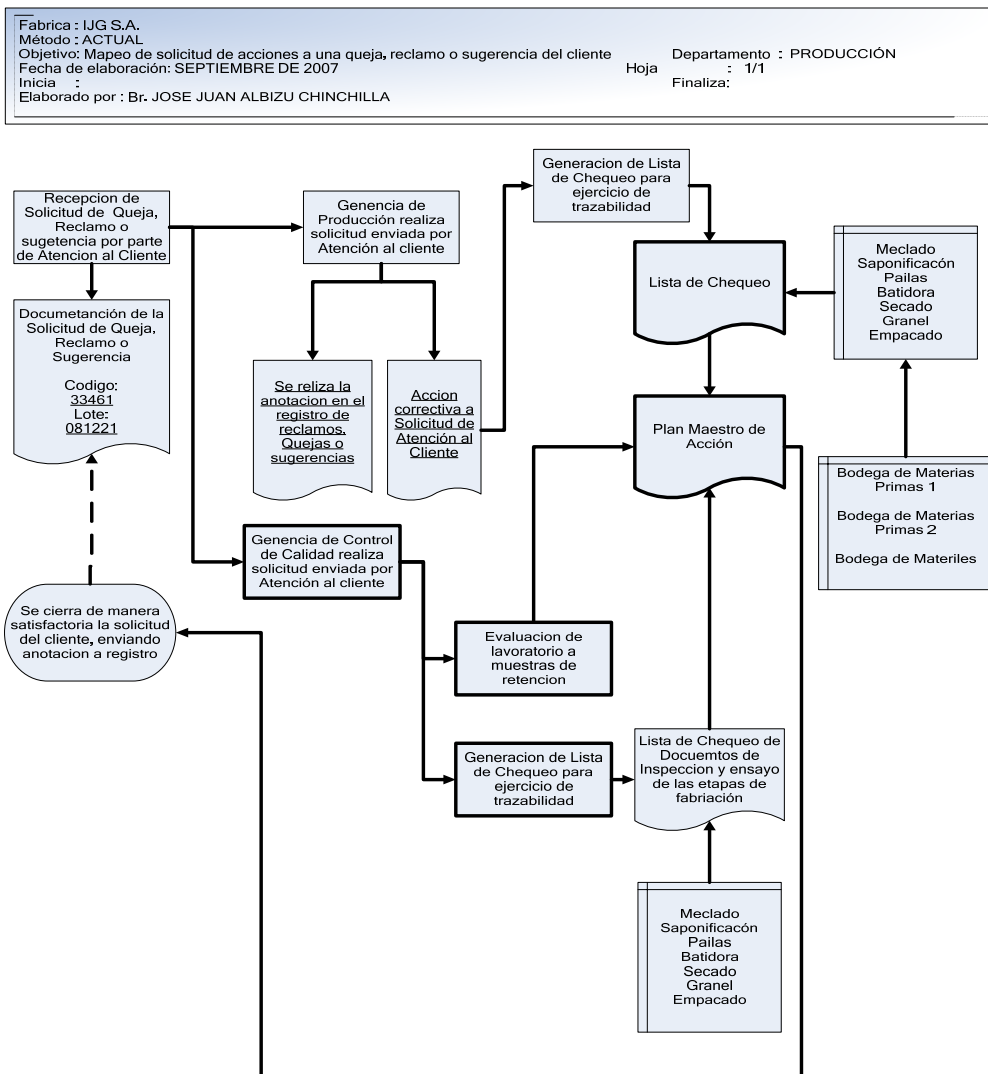 Fabrica : IJG S.A.
Método : ACTUAL
Objetivo: Mapeo de solicitud de acciones a una queja, reclamo o sugerencia del cliente Departamento : PRODUCCIÓN
Fecha de elaboración: SEPTIEMBRE DE 2007 Hoja : 1/1
Inicia : Finaliza:
Elaborado por : Br. JOSE JUAN ALBIZU CHINCHILLA
Recepcion de
Solicitud de Queja,
Reclamo o
sugetencia por parte
de Atencion al Cliente
Genencia de
Producción realiza
solicitud enviada por
Atención al cliente
Generacion de Lista
de Chequeo para
ejercicio de
trazabilidad
Lista de Chequeo
Meclado
Saponificacón
Pailas
Batidora
Secado
Granel
Empacado
Documetanción de la
Solicitud de Queja,
Reclamo o
Sugerencia
Codigo:
33461
Lote:
081221
Se reliza la
anotacion en el
registro de
reclamos,
Quejas o
sugerencias
Accion
correctiva a
Solicitud de
Atención al
Cliente
Plan Maestro de
Acción
Bodega de Materias
Primas 1
Bodega de Materias
Primas 2
Bodega de Materiles
Genencia de Control
de Calidad realiza
solicitud enviada por
Atención al cliente
Se cierra de manera
satisfactoria la solicitud
del cliente, enviando
anotacion a registro
Evaluacion de
lavoratorio a
muestras de
retencion
Generacion de Lista
de Chequeo para
ejercicio de
trazabilidad
Lista de Chequeo de
Docuemtos de
Inspeccion y ensayo
de las etapas de
fabriación
Meclado
Saponificacón
Pailas
Batidora
Secado
Granel
Empacado